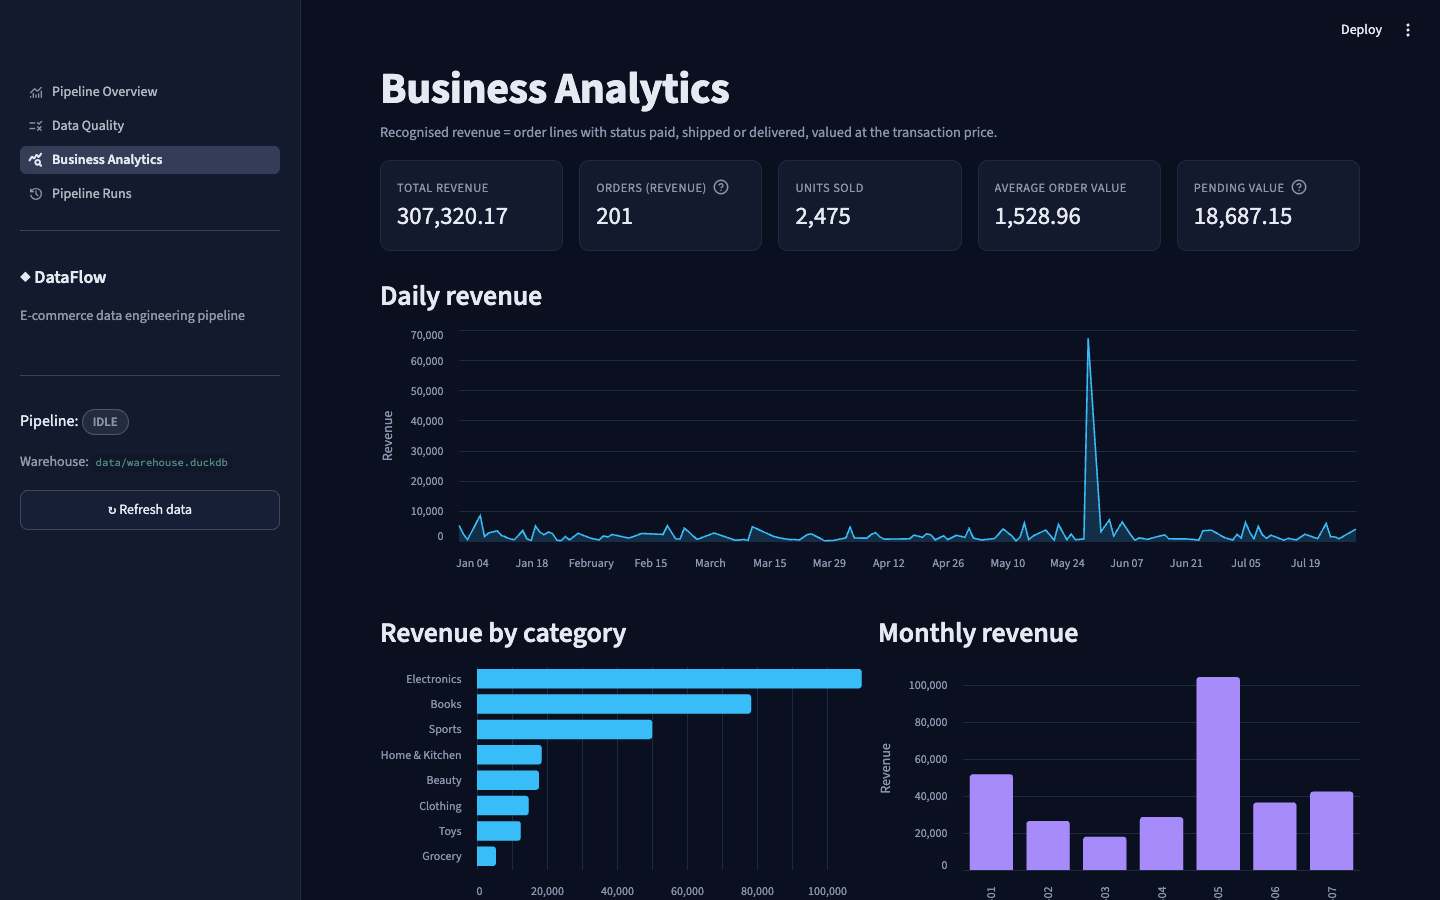 Deploy
Pipeline Overview
Data Quality
Business Analytics
Pipeline Runs
DataFlow
E-commerce data engineering pipeline
Pipeline: IDLE
Warehouse: data/warehouse.duckdb
↻ Refresh data
Business Analytics
Recognised revenue = order lines with status paid, shipped or delivered, valued at the transaction price.
TOTAL REVENUE
307,320.17
ORDERS (REVENUE)
201
UNITS SOLD
2,475
AVERAGE ORDER VALUE
1,528.96
PENDING VALUE
18,687.15
Daily revenue
Revenue
70,000
60,000
50,000
40,000
30,000
20,000
10,000
0
Jan 04 Jan 18 February Feb 15 March Mar 15 Mar 29 Apr 12 Apr 26 May 10 May 24 Jun 07 Jun 21 Jul 05 Jul 19
Revenue by category
Electronics
Books
Sports
Home & Kitchen
Beauty
Clothing
Toys
Grocery
0 20,000 40,000 60,000 80,000 100,000
Monthly revenue
Revenue
100,000
80,000
60,000
40,000
20,000
0
01 02 03 04 05 06 07